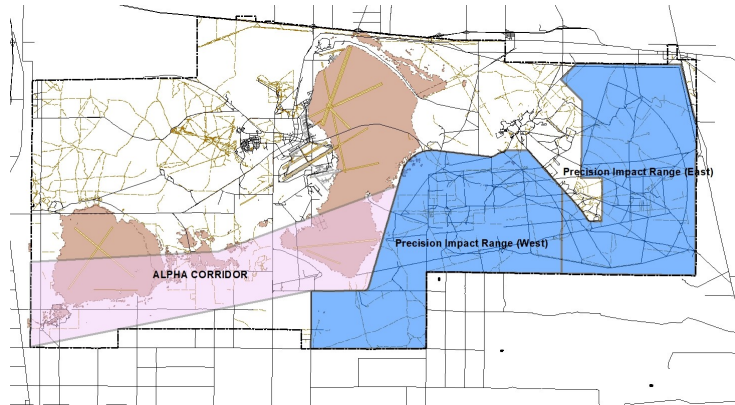 Precision Impact Range (East)
Precision Impact Range (West)
ALPHA CORRIDOR